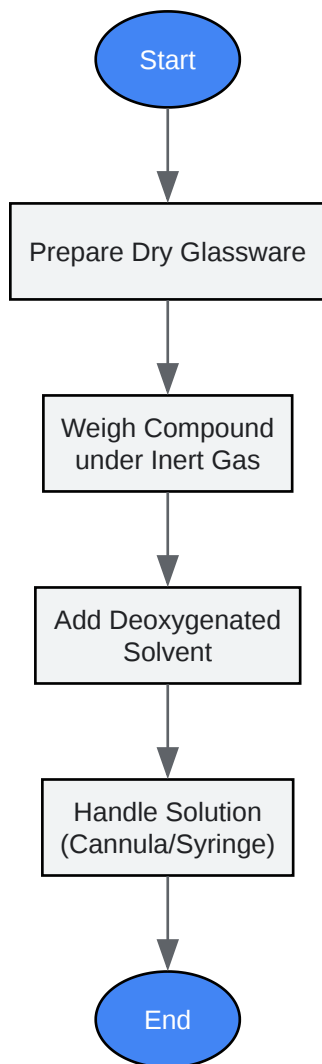 Start
Prepare Dry Glassware
Weigh Compound
under Inert Gas
Add Deoxygenated
Solvent
Handle Solution
(Cannula/Syringe)
End